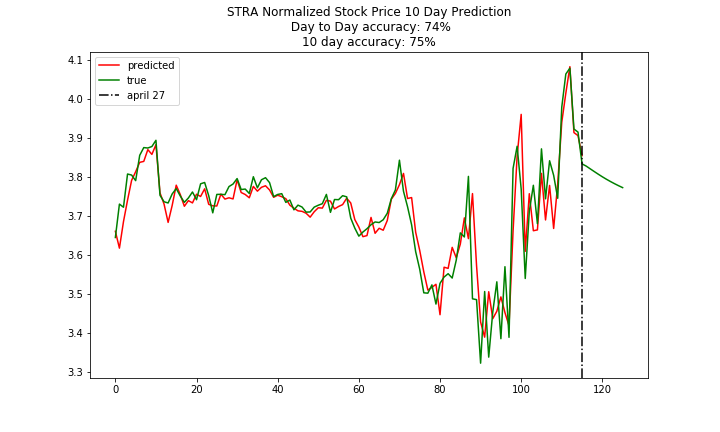 STRA Normalized Stock Price 10 Day Prediction
Day to Day accuracy: 74%
10 day accuracy: 75%
predicted
true
april 27
4.1
4.0
3.9
3.8
3.7
3.6
3.5
3.4
3.3
0 20 40 60 80 100 120